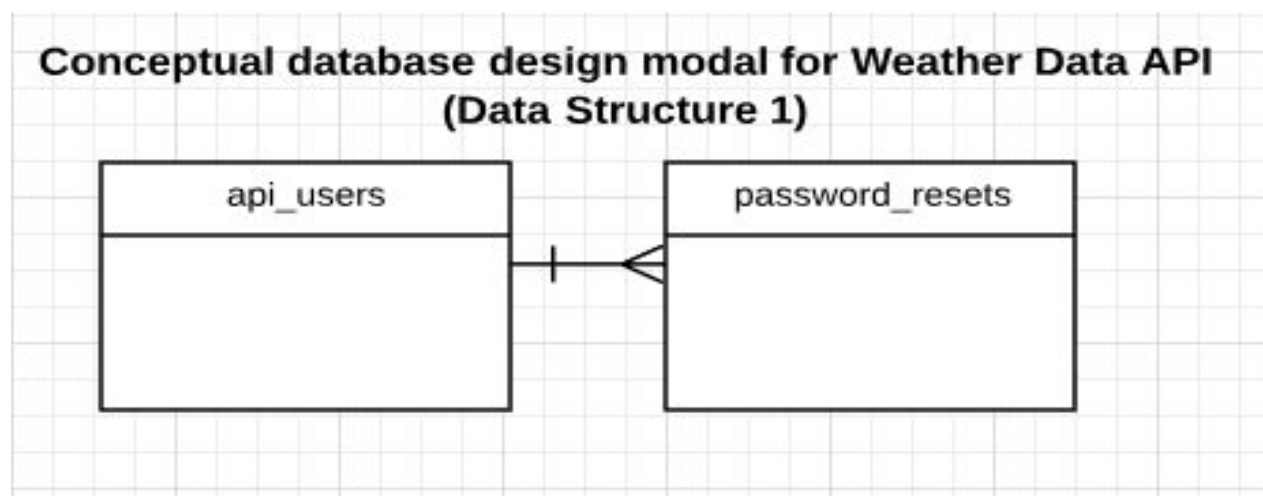 Conceptual database design modal for Weather Data API
(Data Structure 1)
api_users
password_resets